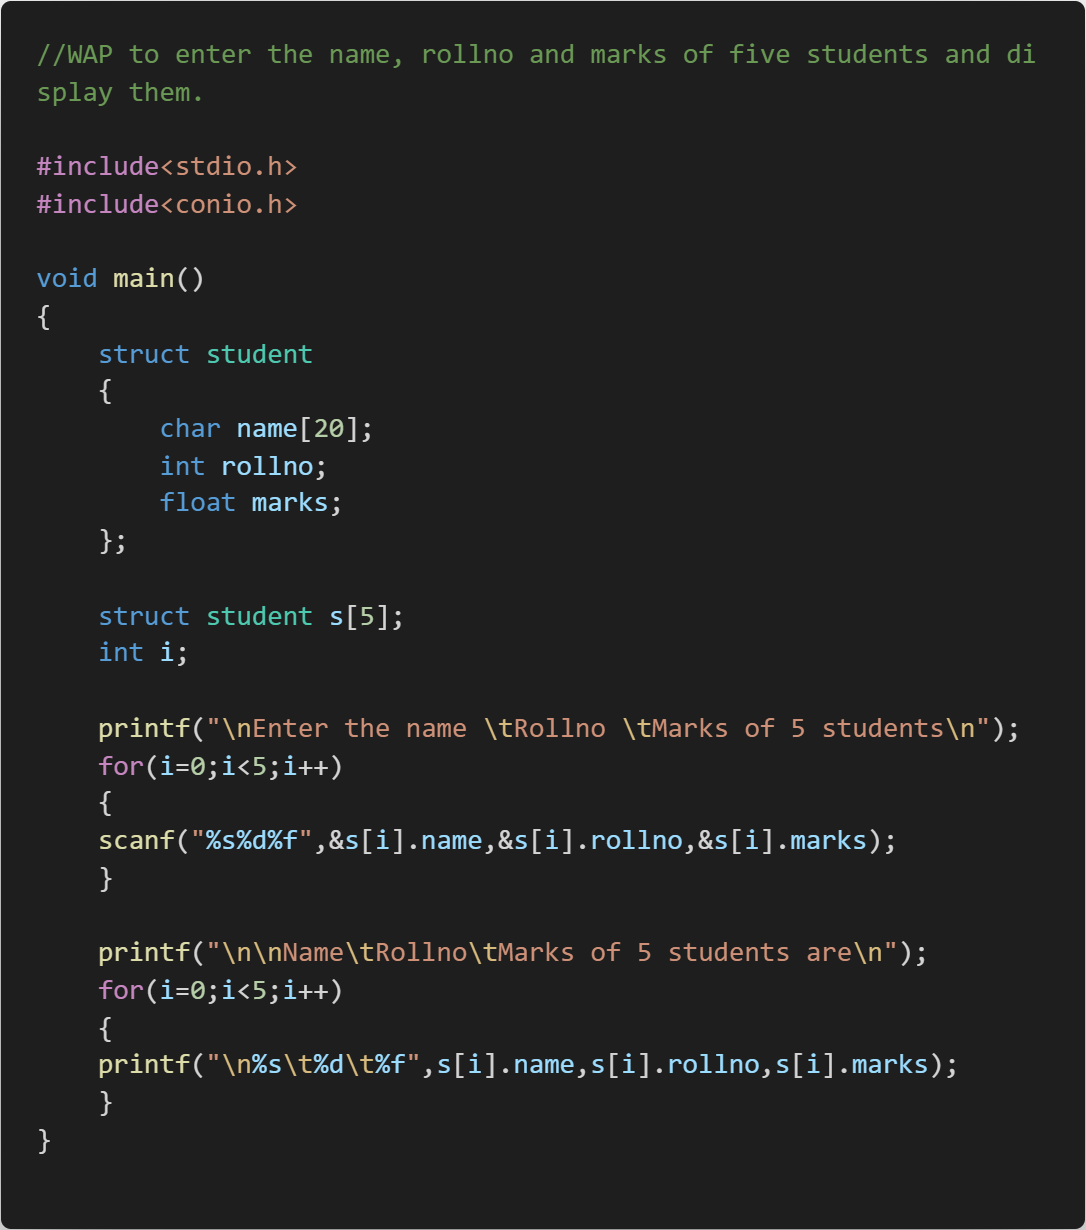 //WAP to enter the name, rollno and marks of five students and di
splay them.
#include<stdio.h>
#include<conio.h>
void main()
{
    struct student
    {
        char name[20];
        int rollno;
        float marks;
    };
    struct student s[5];
    int i;
    printf("\nEnter the name \tRollno \tMarks of 5 students\n");
    for(i=0;i<5;i++)
    {
    scanf("%s%d%f",&s[i].name,&s[i].rollno,&s[i].marks);
    }
    printf("\n\nName\tRollno\tMarks of 5 students are\n");
    for(i=0;i<5;i++)
    {
    printf("\n%s\t%d\t%f",s[i].name,s[i].rollno,s[i].marks);
    }
}